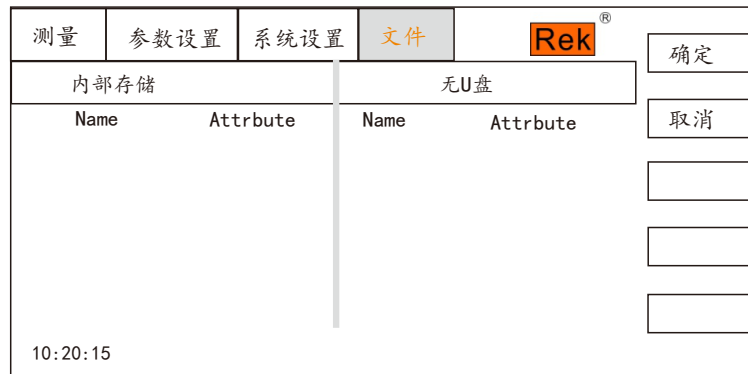 测量 参数设置 系统设置 文件 Rek®
确定
内部存储 无U盘
Name Attrbute Name Attrbute
取消
10:20:15